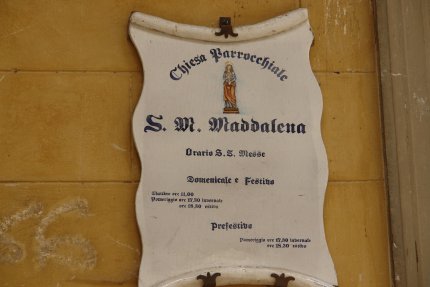 Chiesa Parrocchiale
S. M. Maddalena
Orario S. S. Messe
Domenicale e Festivo
ore 11,00
Pomeriggio ore 17,30 invernale
ore 18,30 estivo
Prefestivo
Pomeriggio ore 17,30 invernale
ore 18,30 estivo